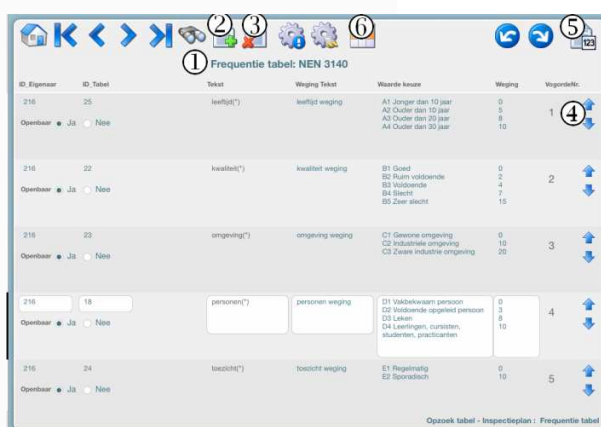 2 3 6 5
123
1 Frequentie tabel: NEN 3140
ID_Eigenaar ID_Tabel Tekst Weging Tekst Waarde keuze Weging VogordeNr.
216 25 leeftijd(*) leeftijd weging A1 Jonger dan 10 jaar 0
A2 Ouder dan 10 jaar 5
A3 Ouder dan 20 jaar 8
A4 Ouder dan 30 jaar 10
Openbaar Ja Nee 1 4
216 22 kwaliteit(*) kwaliteit weging B1 Goed 0
B2 Ruim voldoende 2
B3 Voldoende 4
B4 Slecht 7
B5 Zeer slecht 15
Openbaar Ja Nee 2
216 23 omgeving(*) omgeving weging C1 Gewone omgeving 0
C2 Industriele omgeving 10
C3 Zware industrie omgeving 20
Openbaar Ja Nee 3
216 18 personen(*) personen weging D1 Vakbekwaam persoon 0
D2 Voldoende opgeleid persoon 3
D3 Leken 8
D4 Leerlingen, cursisten, 10
studenten, practicanten
Openbaar Ja Nee 4
216 24 toezicht(*) toezicht weging E1 Regelmatig 0
E2 Sporadisch 10
Openbaar Ja Nee 5
Opzoek tabel - Inspectieplan : Frequentie tabel